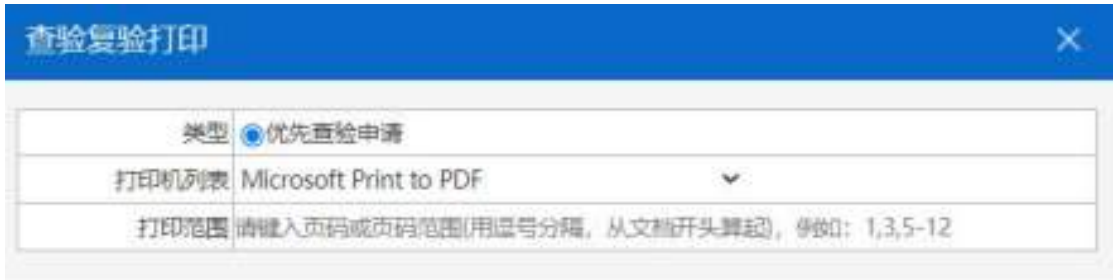 查验复验打印
类型 优先查验申请
打印机列表 Microsoft Print to PDF
打印范围 请键入页码或页码范围(用逗号分隔，从文档开头算起)，例如：1,3,5-12